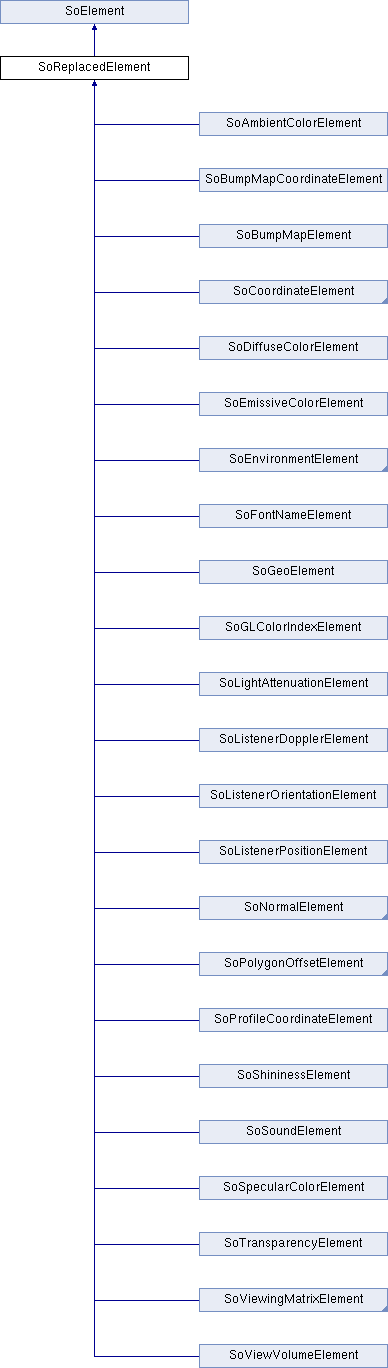 SoElement
SoReplacedElement
SoAmbientColorElement
SoBumpMapCoordinateElement
SoBumpMapElement
SoCoordinateElement
SoDiffuseColorElement
SoEmissiveColorElement
SoEnvironmentElement
SoFontNameElement
SoGeoElement
SoGLColorIndexElement
SoLightAttenuationElement
SoListenerDopplerElement
SoListenerOrientationElement
SoListenerPositionElement
SoNormalElement
SoPolygonOffsetElement
SoProfileCoordinateElement
SoShininessElement
SoSoundElement
SoSpecularColorElement
SoTransparencyElement
SoViewingMatrixElement
SoViewVolumeElement